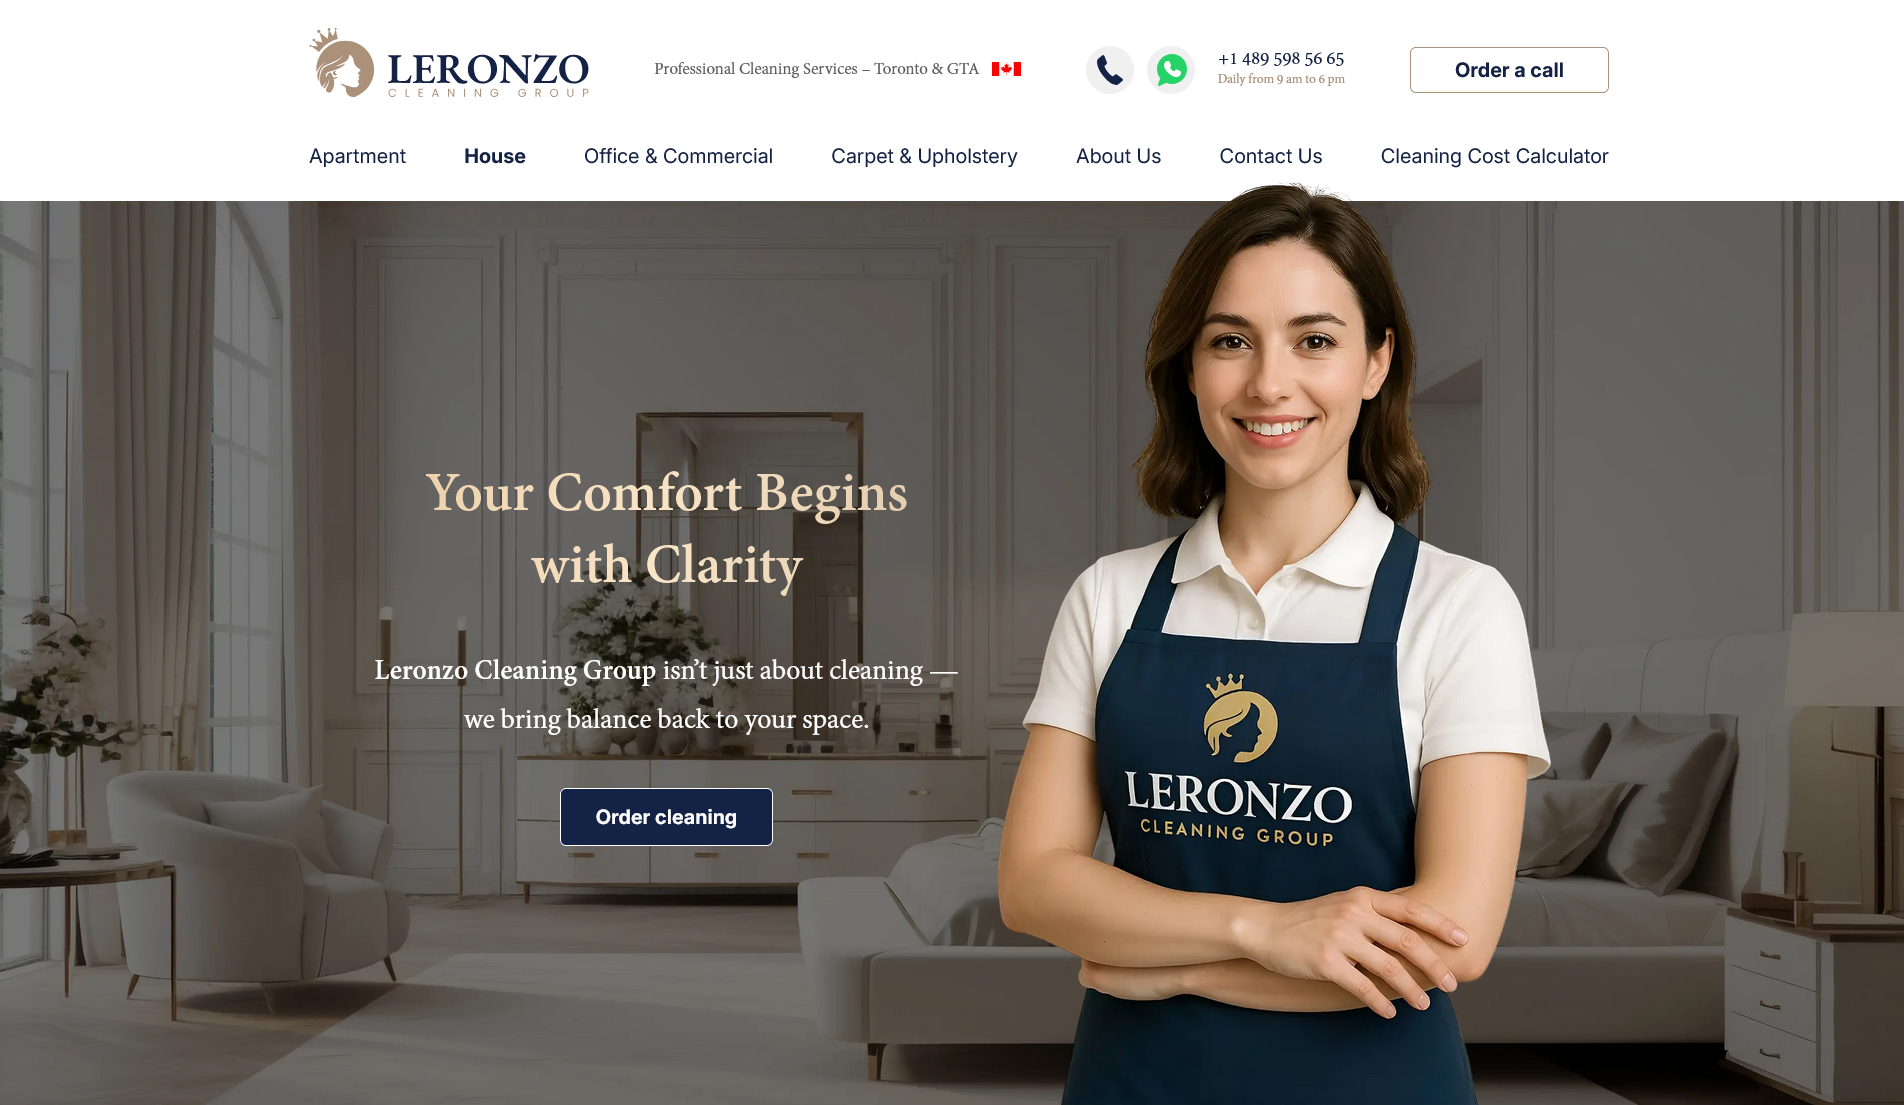 LERONZO
CLEANING GROUP
Professional Cleaning Services – Toronto & GTA
+1 489 598 56 65
Daily from 9 am to 6 pm
Order a call
Apartment
House
Office & Commercial
Carpet & Upholstery
About Us
Contact Us
Cleaning Cost Calculator
Your Comfort Begins
with Clarity
Leronzo Cleaning Group isn’t just about cleaning —
we bring balance back to your space.
Order cleaning
LERONZO
CLEANING GROUP